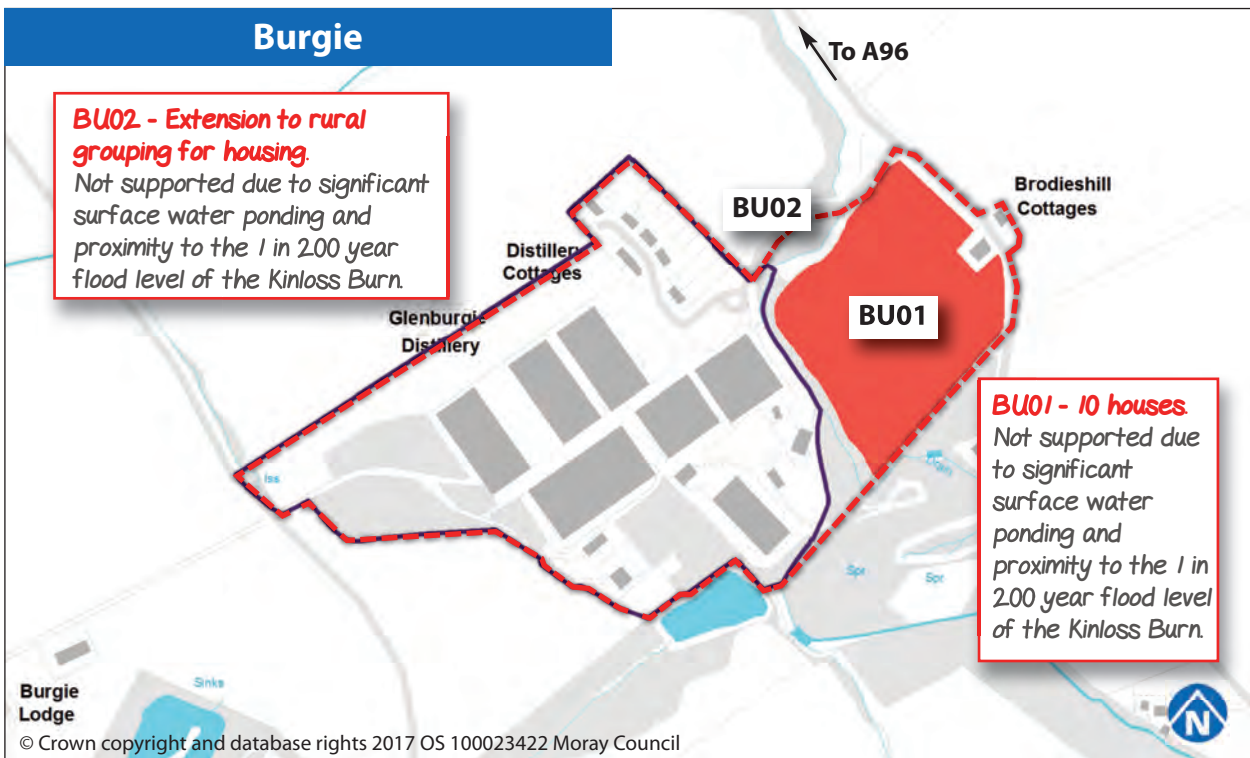 Burgie
To A96
BU02 - Extension to rural
grouping for housing.
Not supported due to significant
surface water ponding and
proximity to the 1 in 200 year
flood level of the Kinloss Burn.
BU02
Brodieshill
Cottages
Distillery
Cottages
Glenburgie
Distillery
BU01
BU01 - 10 houses.
Not supported due
to significant
surface water
ponding and
proximity to the 1 in
200 year flood level
of the Kinloss Burn.
Iss
Drain
Spr
Spr
Sinks
Burgie
Lodge
N
© Crown copyright and database rights 2017 OS 100023422 Moray Council